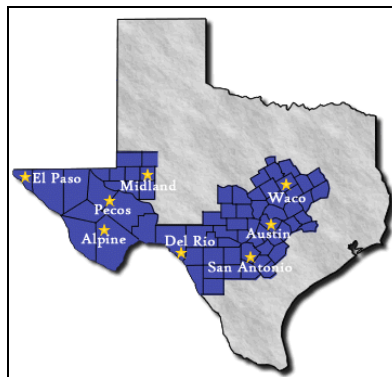 El Paso
Midland
Pecos
Waco
Alpine
Del Rio
Austin
San Antonio